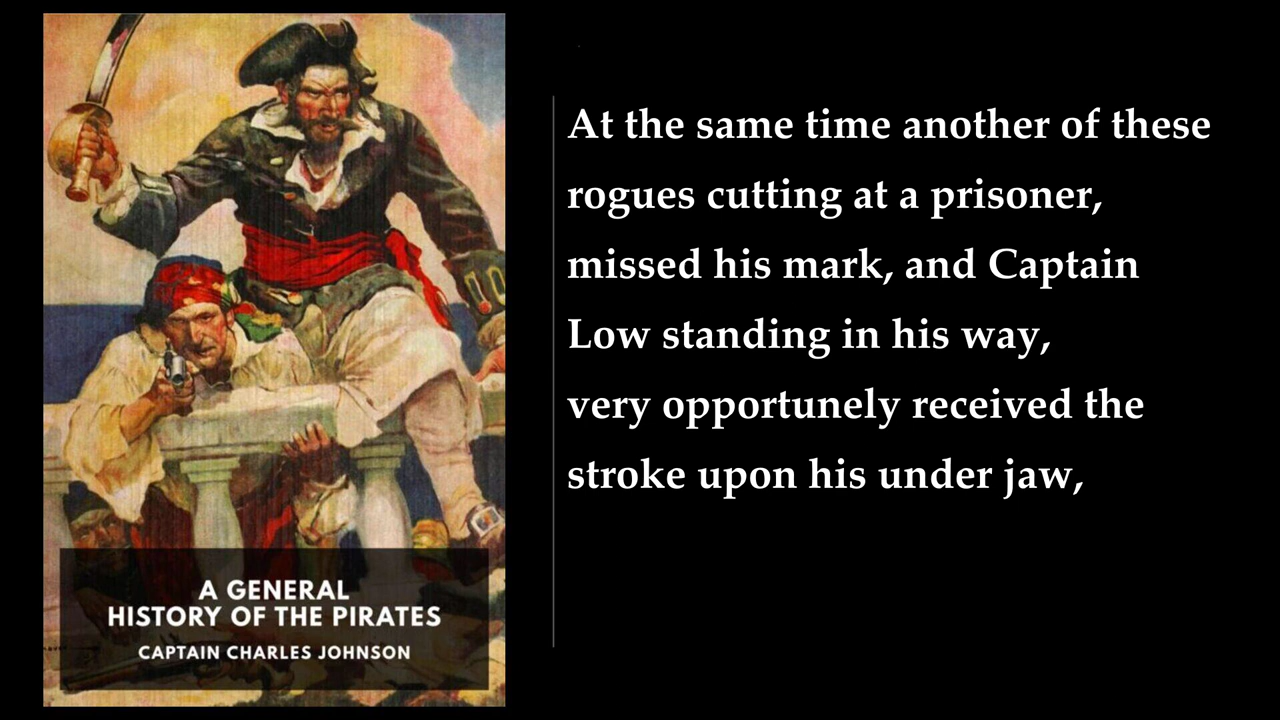 At the same time another of these
rogues cutting at a prisoner,
missed his mark, and Captain
Low standing in his way,
very opportunely received the
stroke upon his under jaw,
A GENERAL
HISTORY OF THE PIRATES
CAPTAIN CHARLES JOHNSON